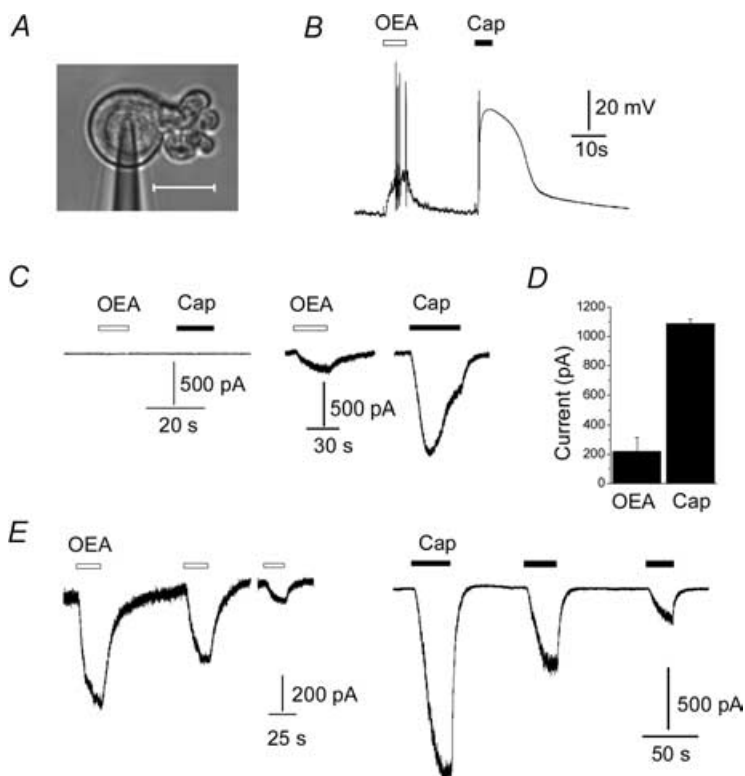 A
B
OEA
Cap
20 mV
10s
C
OEA
Cap
500 pA
20 s
OEA
Cap
500 pA
30 s
D
Current (pA)
1200
1000
800
600
400
200
0
OEA
Cap
E
OEA
200 pA
25 s
Cap
500 pA
50 s